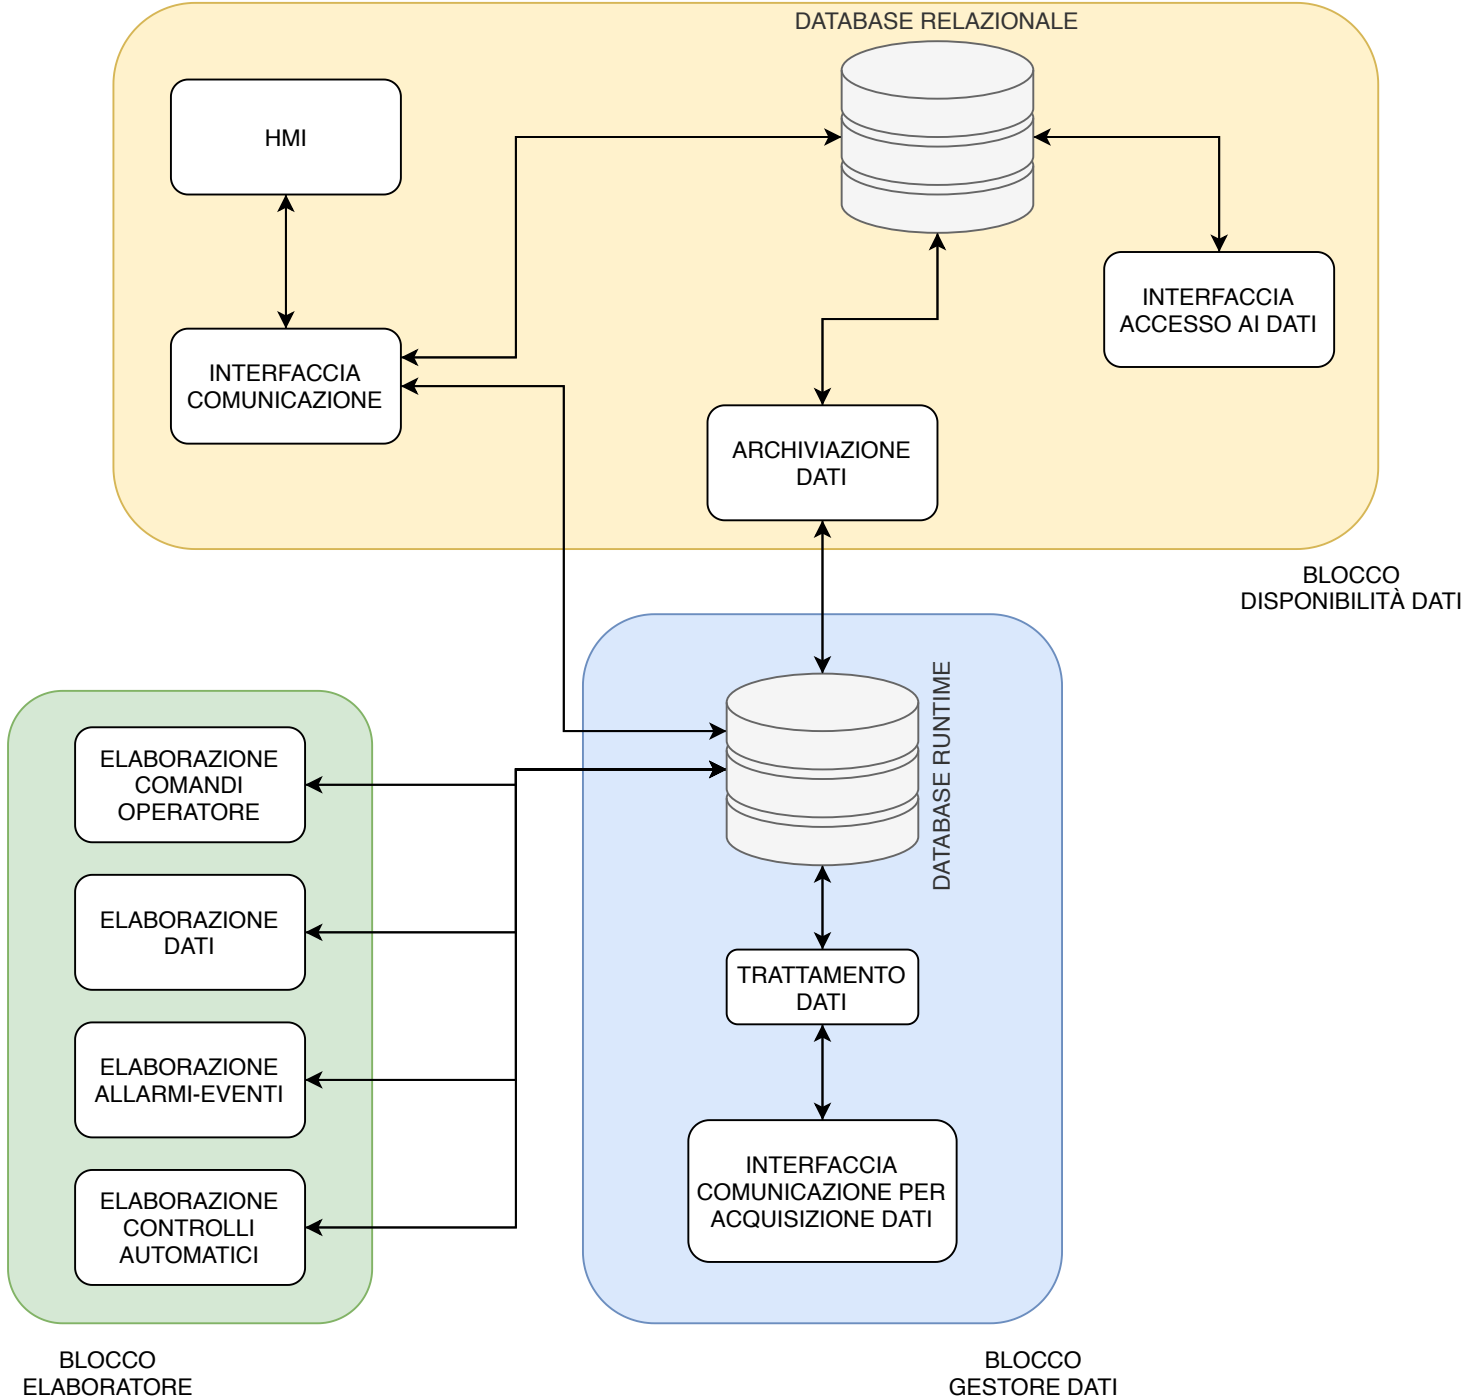 DATABASE RELAZIONALE
HMI
INTERFACCIA
ACCESSO AI DATI
INTERFACCIA
COMUNICAZIONE
ARCHIVIAZIONE
DATI
BLOCCO
DISPONIBILITÀ DATI
DATABASE RUNTIME
ELABORAZIONE
COMANDI
OPERATORE
ELABORAZIONE
DATI
ELABORAZIONE
ALLARMI-EVENTI
ELABORAZIONE
CONTROLLI
AUTOMATICI
TRATTAMENTO
DATI
INTERFACCIA
COMUNICAZIONE PER
ACQUISIZIONE DATI
BLOCCO
ELABORATORE
BLOCCO
GESTORE DATI